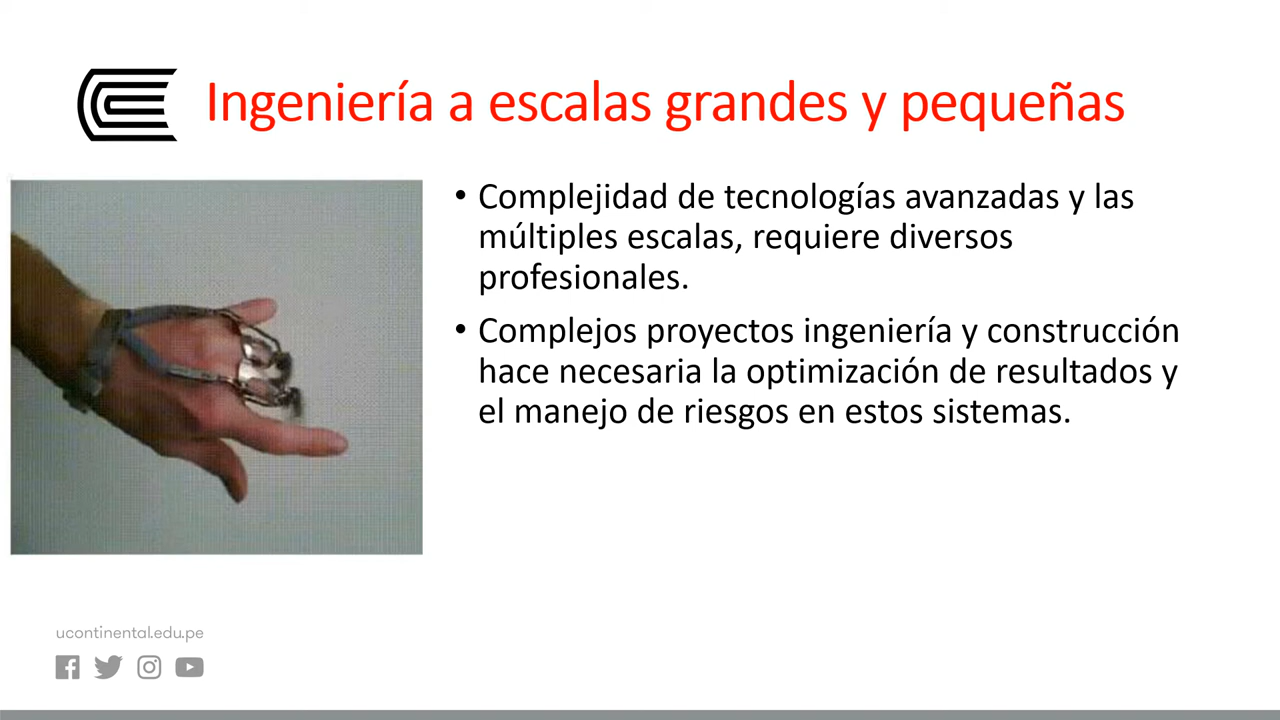 Ingeniería a escalas grandes y pequeñas
• Complejidad de tecnologías avanzadas y las
múltiples escalas, requiere diversos
profesionales.
• Complejos proyectos ingeniería y construcción
hace necesaria la optimización de resultados y
el manejo de riesgos en estos sistemas.
ucontinental.edu.pe